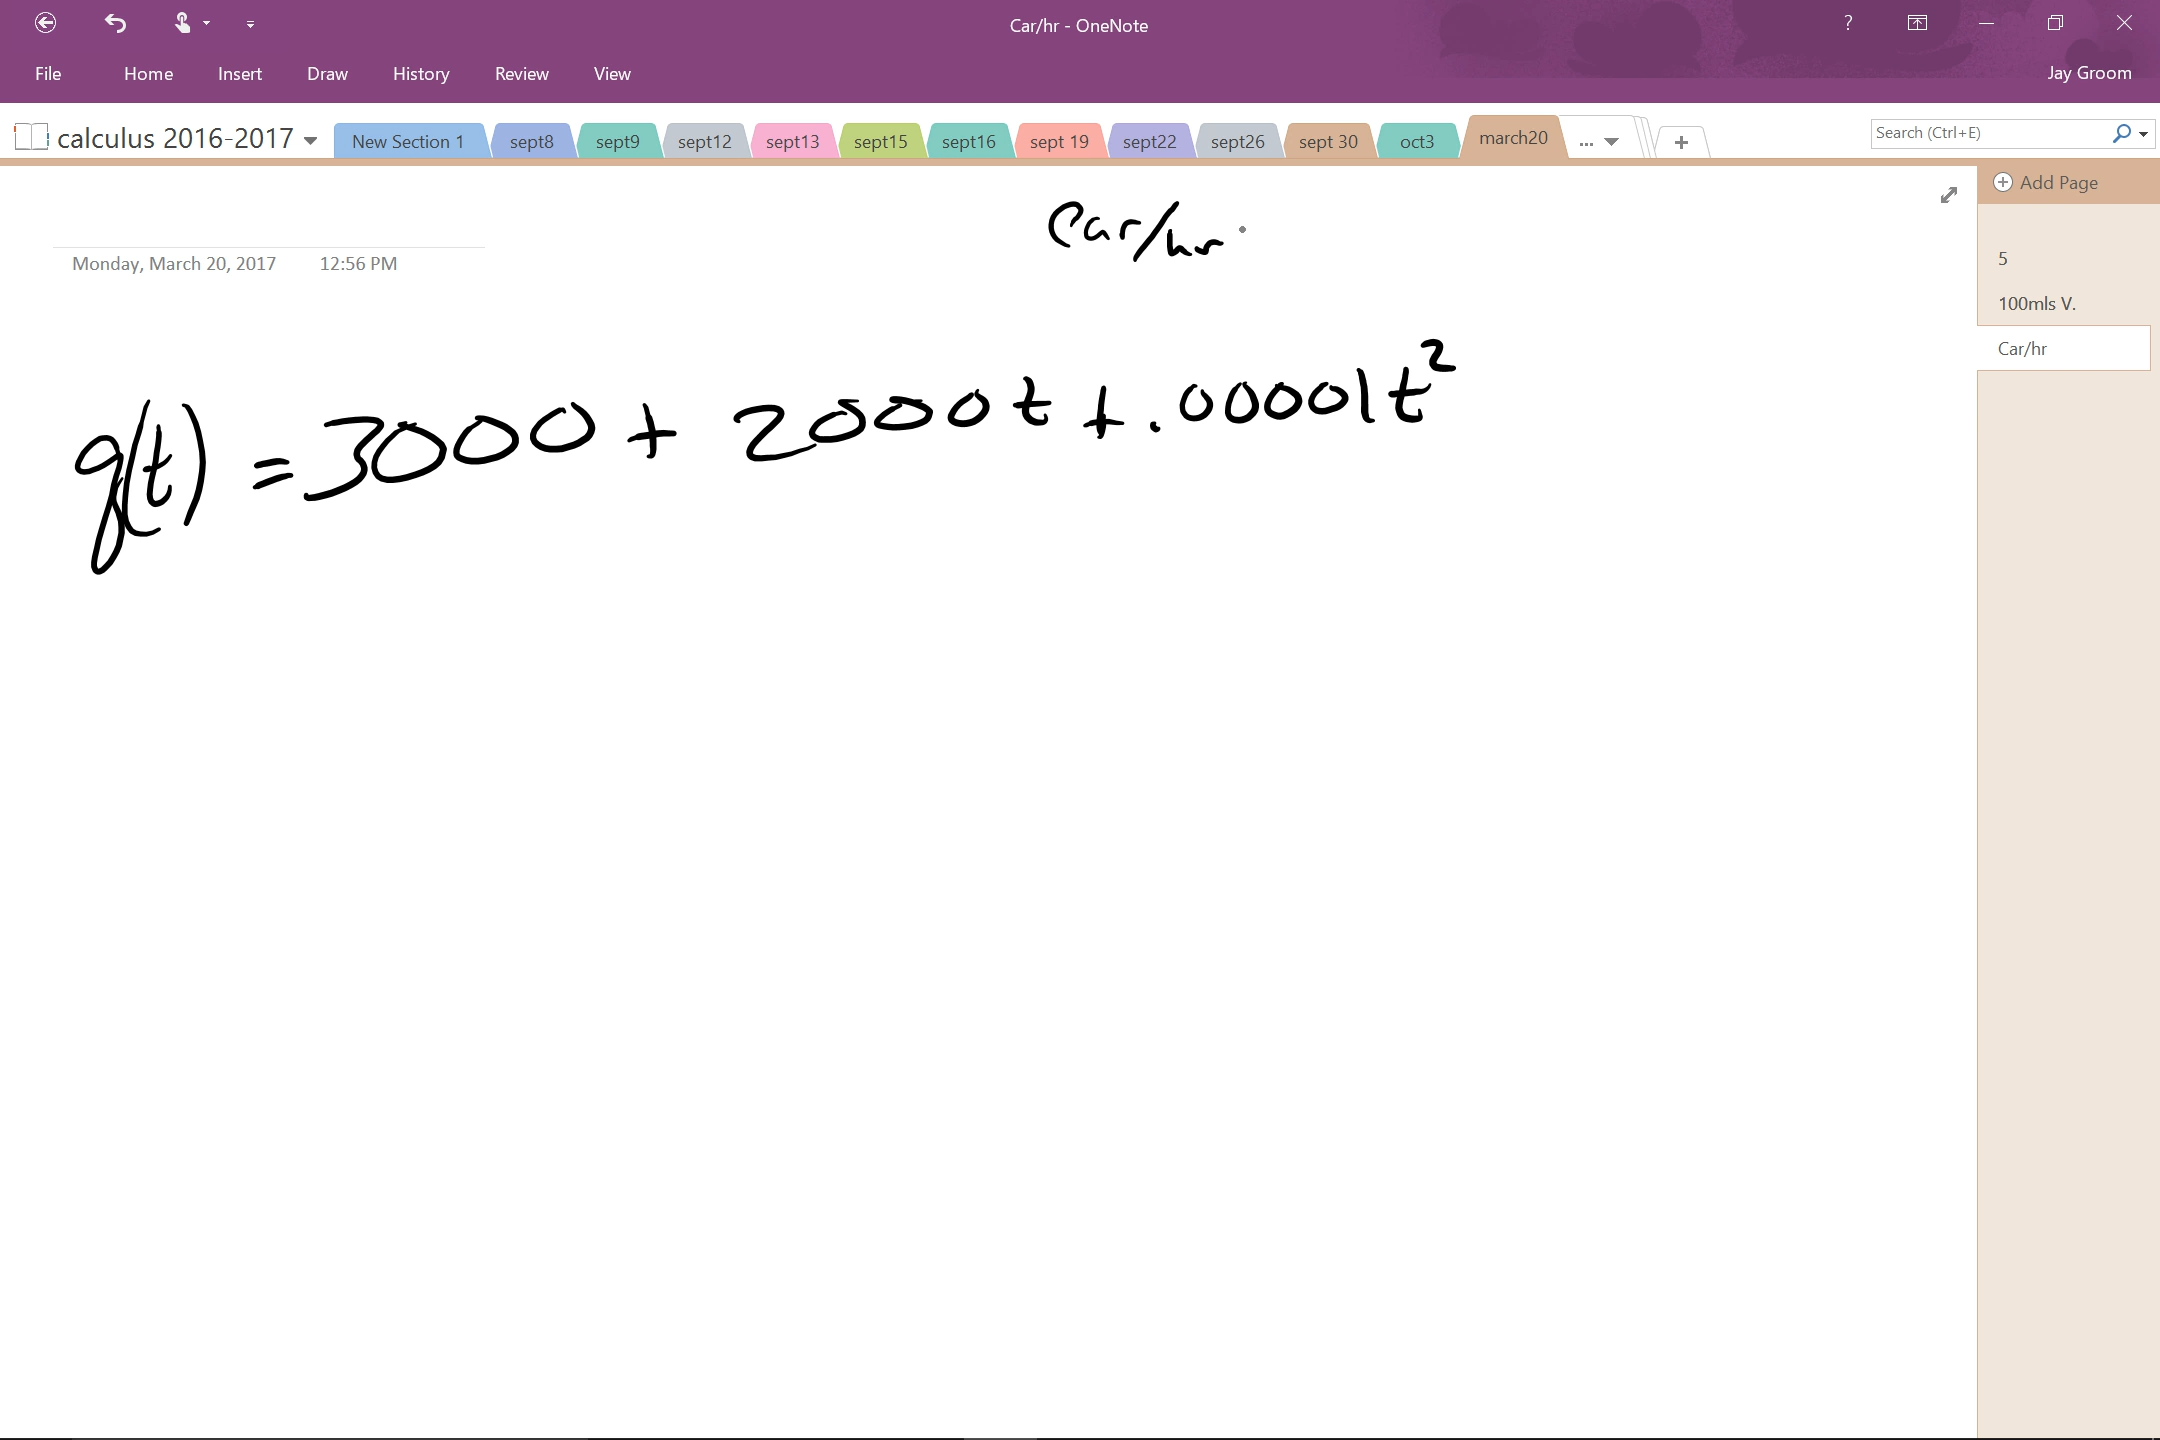 Car/hr - OneNote
?
File Home Insert Draw History Review View
Jay Groom
calculus 2016-2017
New Section 1 sept8 sept9 sept12 sept13 sept15 sept16 sept 19 sept22 sept26 sept 30 oct3 march20 ... +
Search (Ctrl+E)
Add Page
Car/hr
Monday, March 20, 2017 12:56 PM
5
100mls V.
Car/hr
q(t) = 3000 + 2000t + .00001t²